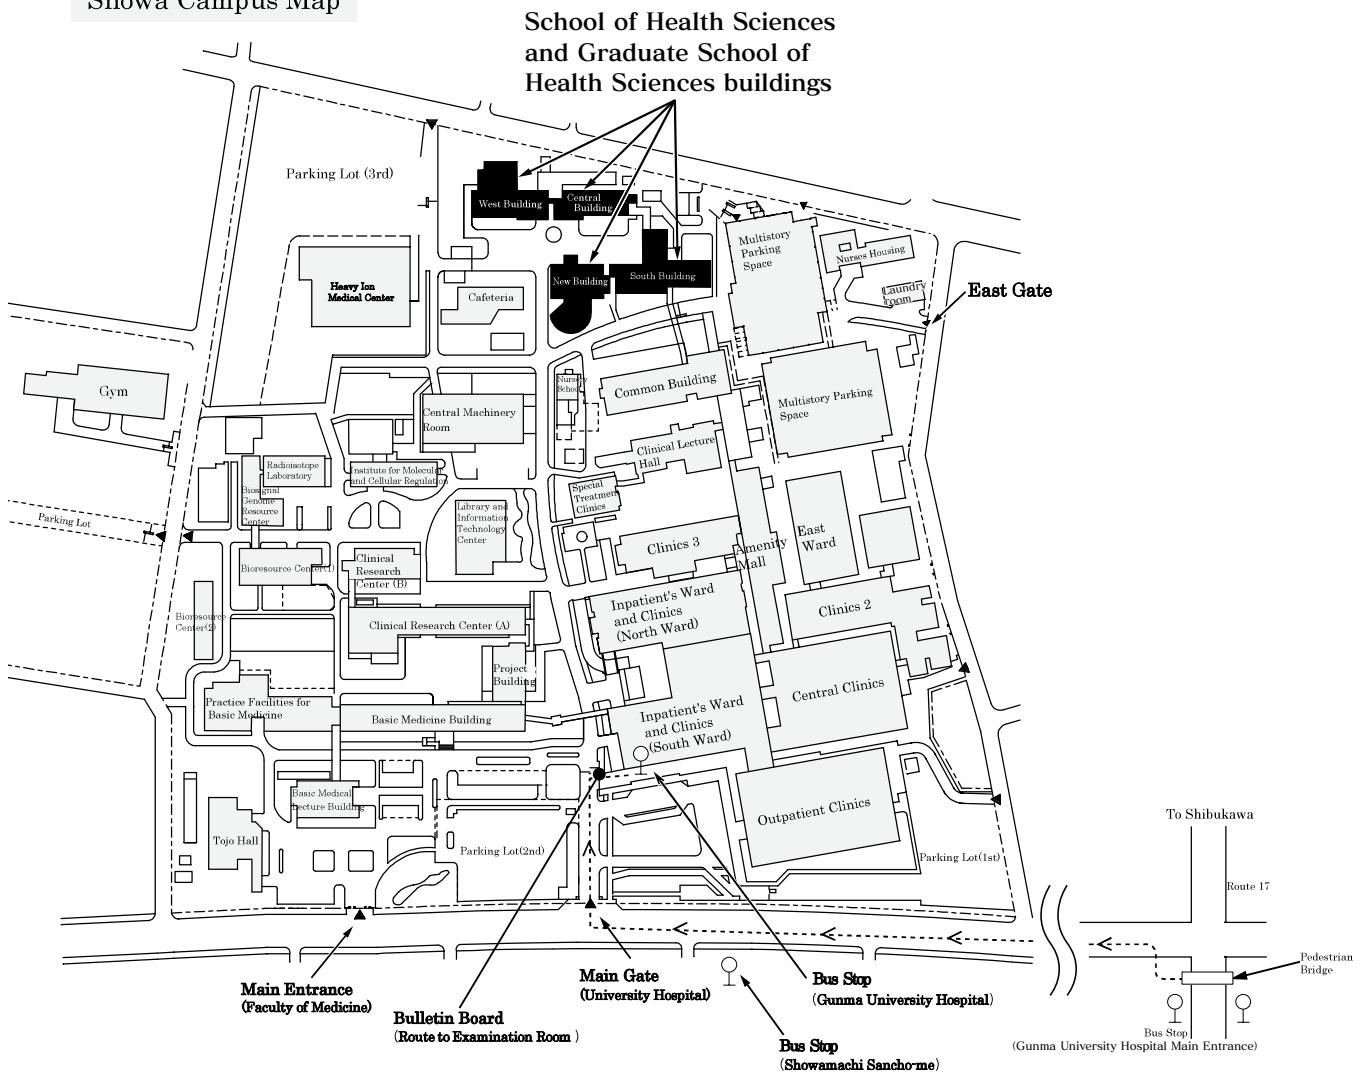 Showa Campus Map
School of Health Sciences
and Graduate School of
Health Sciences buildings
Parking Lot (3rd)
West Building
Central
Building
Multistory
Parking
Space
Nurses Housing
Heavy Ion
Medical Center
Cafeteria
New Building
South Building
Laundry
room
East Gate
Gym
Nursery
School
Common Building
Multistory Parking
Space
Central Machinery
Room
Clinical Lecture
Hall
Radioisotope
Laboratory
Institute for Molecular
and Cellular Regulation
Biosignal
Genome
Resource
Center
Special
Treatment
Clinics
Library and
Information
Technology
Center
Parking Lot
Clinics 3
Amenity
Mall
East
Ward
Bioresource Center(1)
Clinical
Research
Center (B)
Bioresource
Center(2)
Clinical Research Center (A)
Inpatient's Ward
and Clinics
(North Ward)
Clinics 2
Project
Building
Central Clinics
Practice Facilities for
Basic Medicine
Basic Medicine Building
Inpatient's Ward
and Clinics
(South Ward)
Basic Medical
Lecture Building
Outpatient Clinics
Tojo Hall
Parking Lot(2nd)
Parking Lot(1st)
To Shibukawa
Route 17
Pedestrian
Bridge
Main Entrance
(Faculty of Medicine)
Main Gate
(University Hospital)
Bus Stop
(Gunma University Hospital)
Bulletin Board
(Route to Examination Room )
Bus Stop
(Showamachi Sancho-me)
Bus Stop
(Gunma University Hospital Main Entrance)